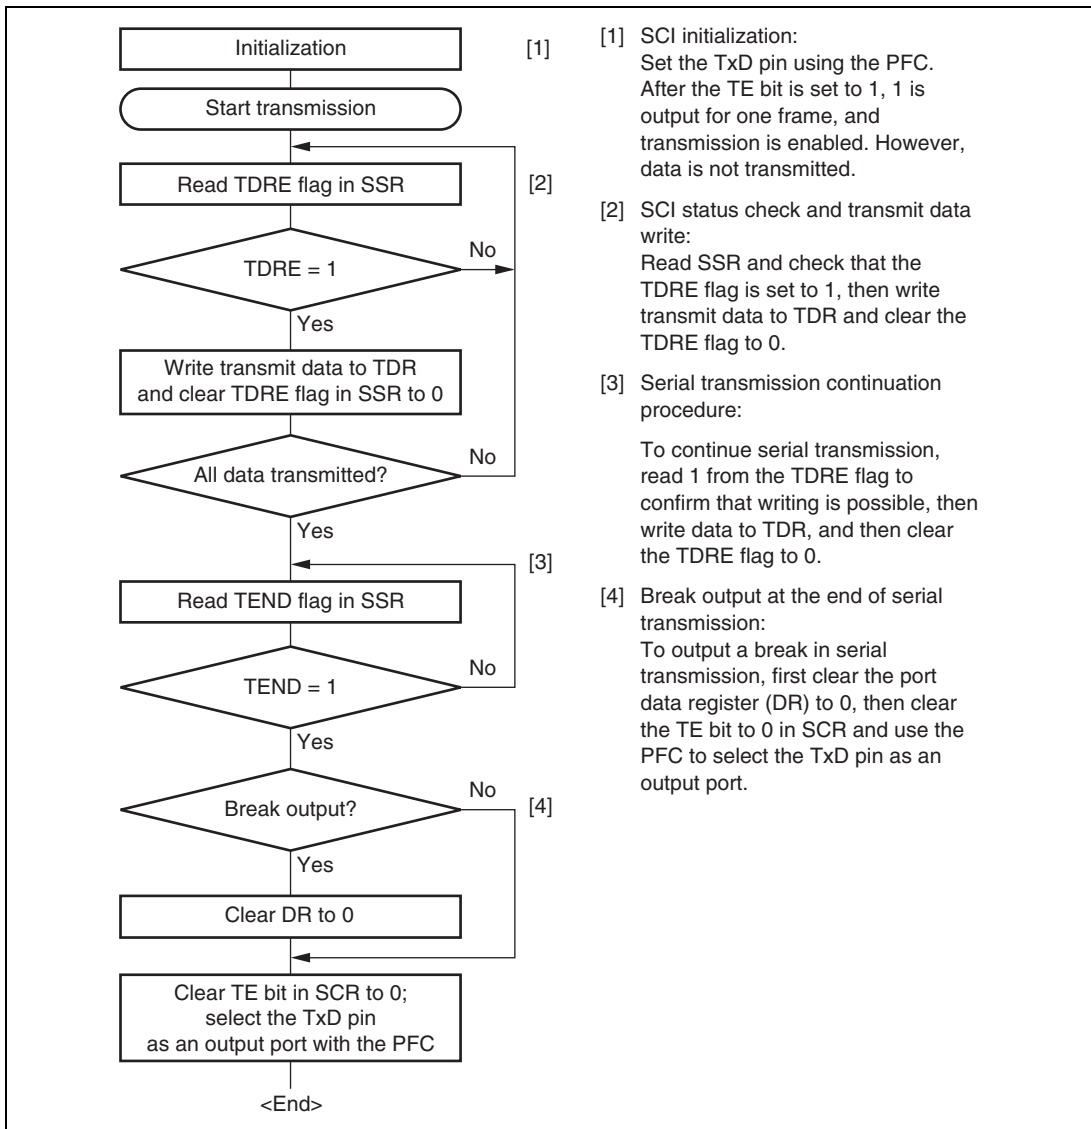 Initialization
[1]
Start transmission
Read TDRE flag in SSR
[2]
No
TDRE = 1
Yes
Write transmit data to TDR
and clear TDRE flag in SSR to 0
No
All data transmitted?
Yes
[3]
Read TEND flag in SSR
No
TEND = 1
Yes
No
Break output?
[4]
Yes
Clear DR to 0
Clear TE bit in SCR to 0;
select the TxD pin
as an output port with the PFC
<End>
[1] SCI initialization:
Set the TxD pin using the PFC.
After the TE bit is set to 1, 1 is
output for one frame, and
transmission is enabled. However,
data is not transmitted.
[2] SCI status check and transmit data
write:
Read SSR and check that the
TDRE flag is set to 1, then write
transmit data to TDR and clear the
TDRE flag to 0.
[3] Serial transmission continuation
procedure:
To continue serial transmission,
read 1 from the TDRE flag to
confirm that writing is possible, then
write data to TDR, and then clear
the TDRE flag to 0.
[4] Break output at the end of serial
transmission:
To output a break in serial
transmission, first clear the port
data register (DR) to 0, then clear
the TE bit to 0 in SCR and use the
PFC to select the TxD pin as an
output port.